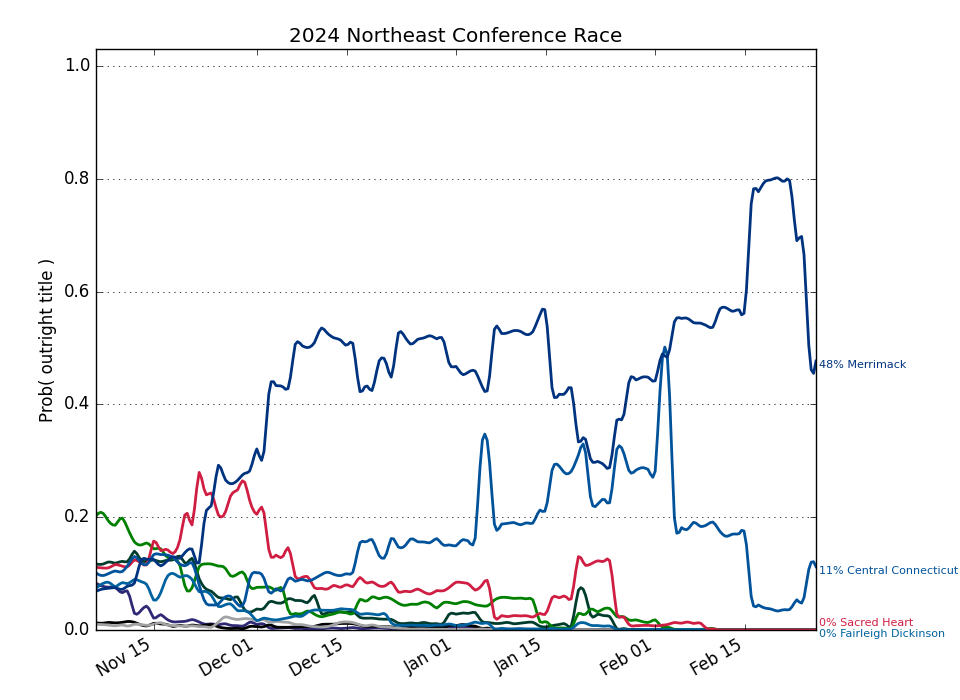 2024 Northeast Conference Race
Prob( outright title )
1.0
0.8
0.6
0.4
0.2
0.0
48% Merrimack
11% Central Connecticut
0% Sacred Heart
0% Fairleigh Dickinson
Nov 15
Dec 01
Dec 15
Jan 01
Jan 15
Feb 01
Feb 15